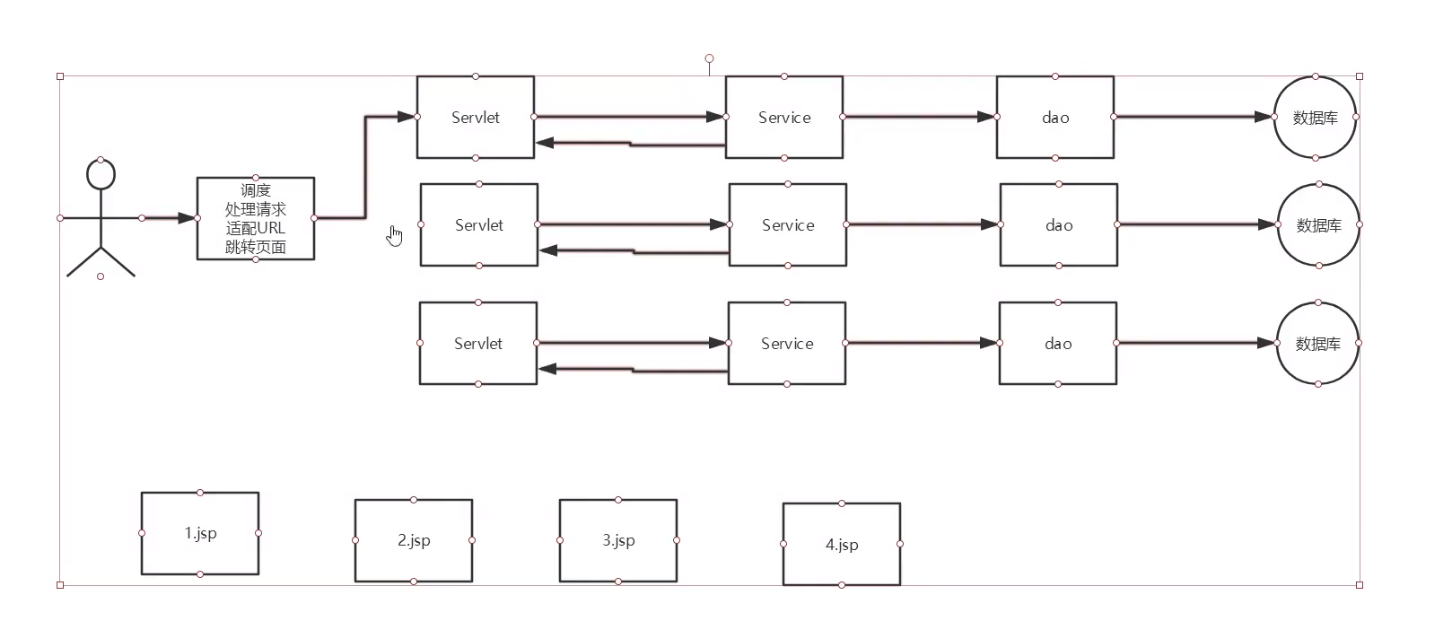 Servlet
Service
dao
数据库
调度
处理请求
适配URL
跳转页面
Servlet
Service
dao
数据库
Servlet
Service
dao
数据库
1.jsp
2.jsp
3.jsp
4.jsp